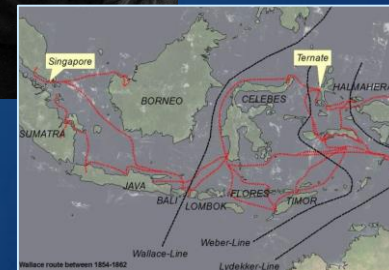 Singapore
Ternate
HALMAHERA
BORNEO
CELEBES
SUMATRA
JAVA
BALI
LOMBOK
FLORES
TIMOR
Wallace-Line
Weber-Line
Lydekker-Line
Wallace route between 1854-1862